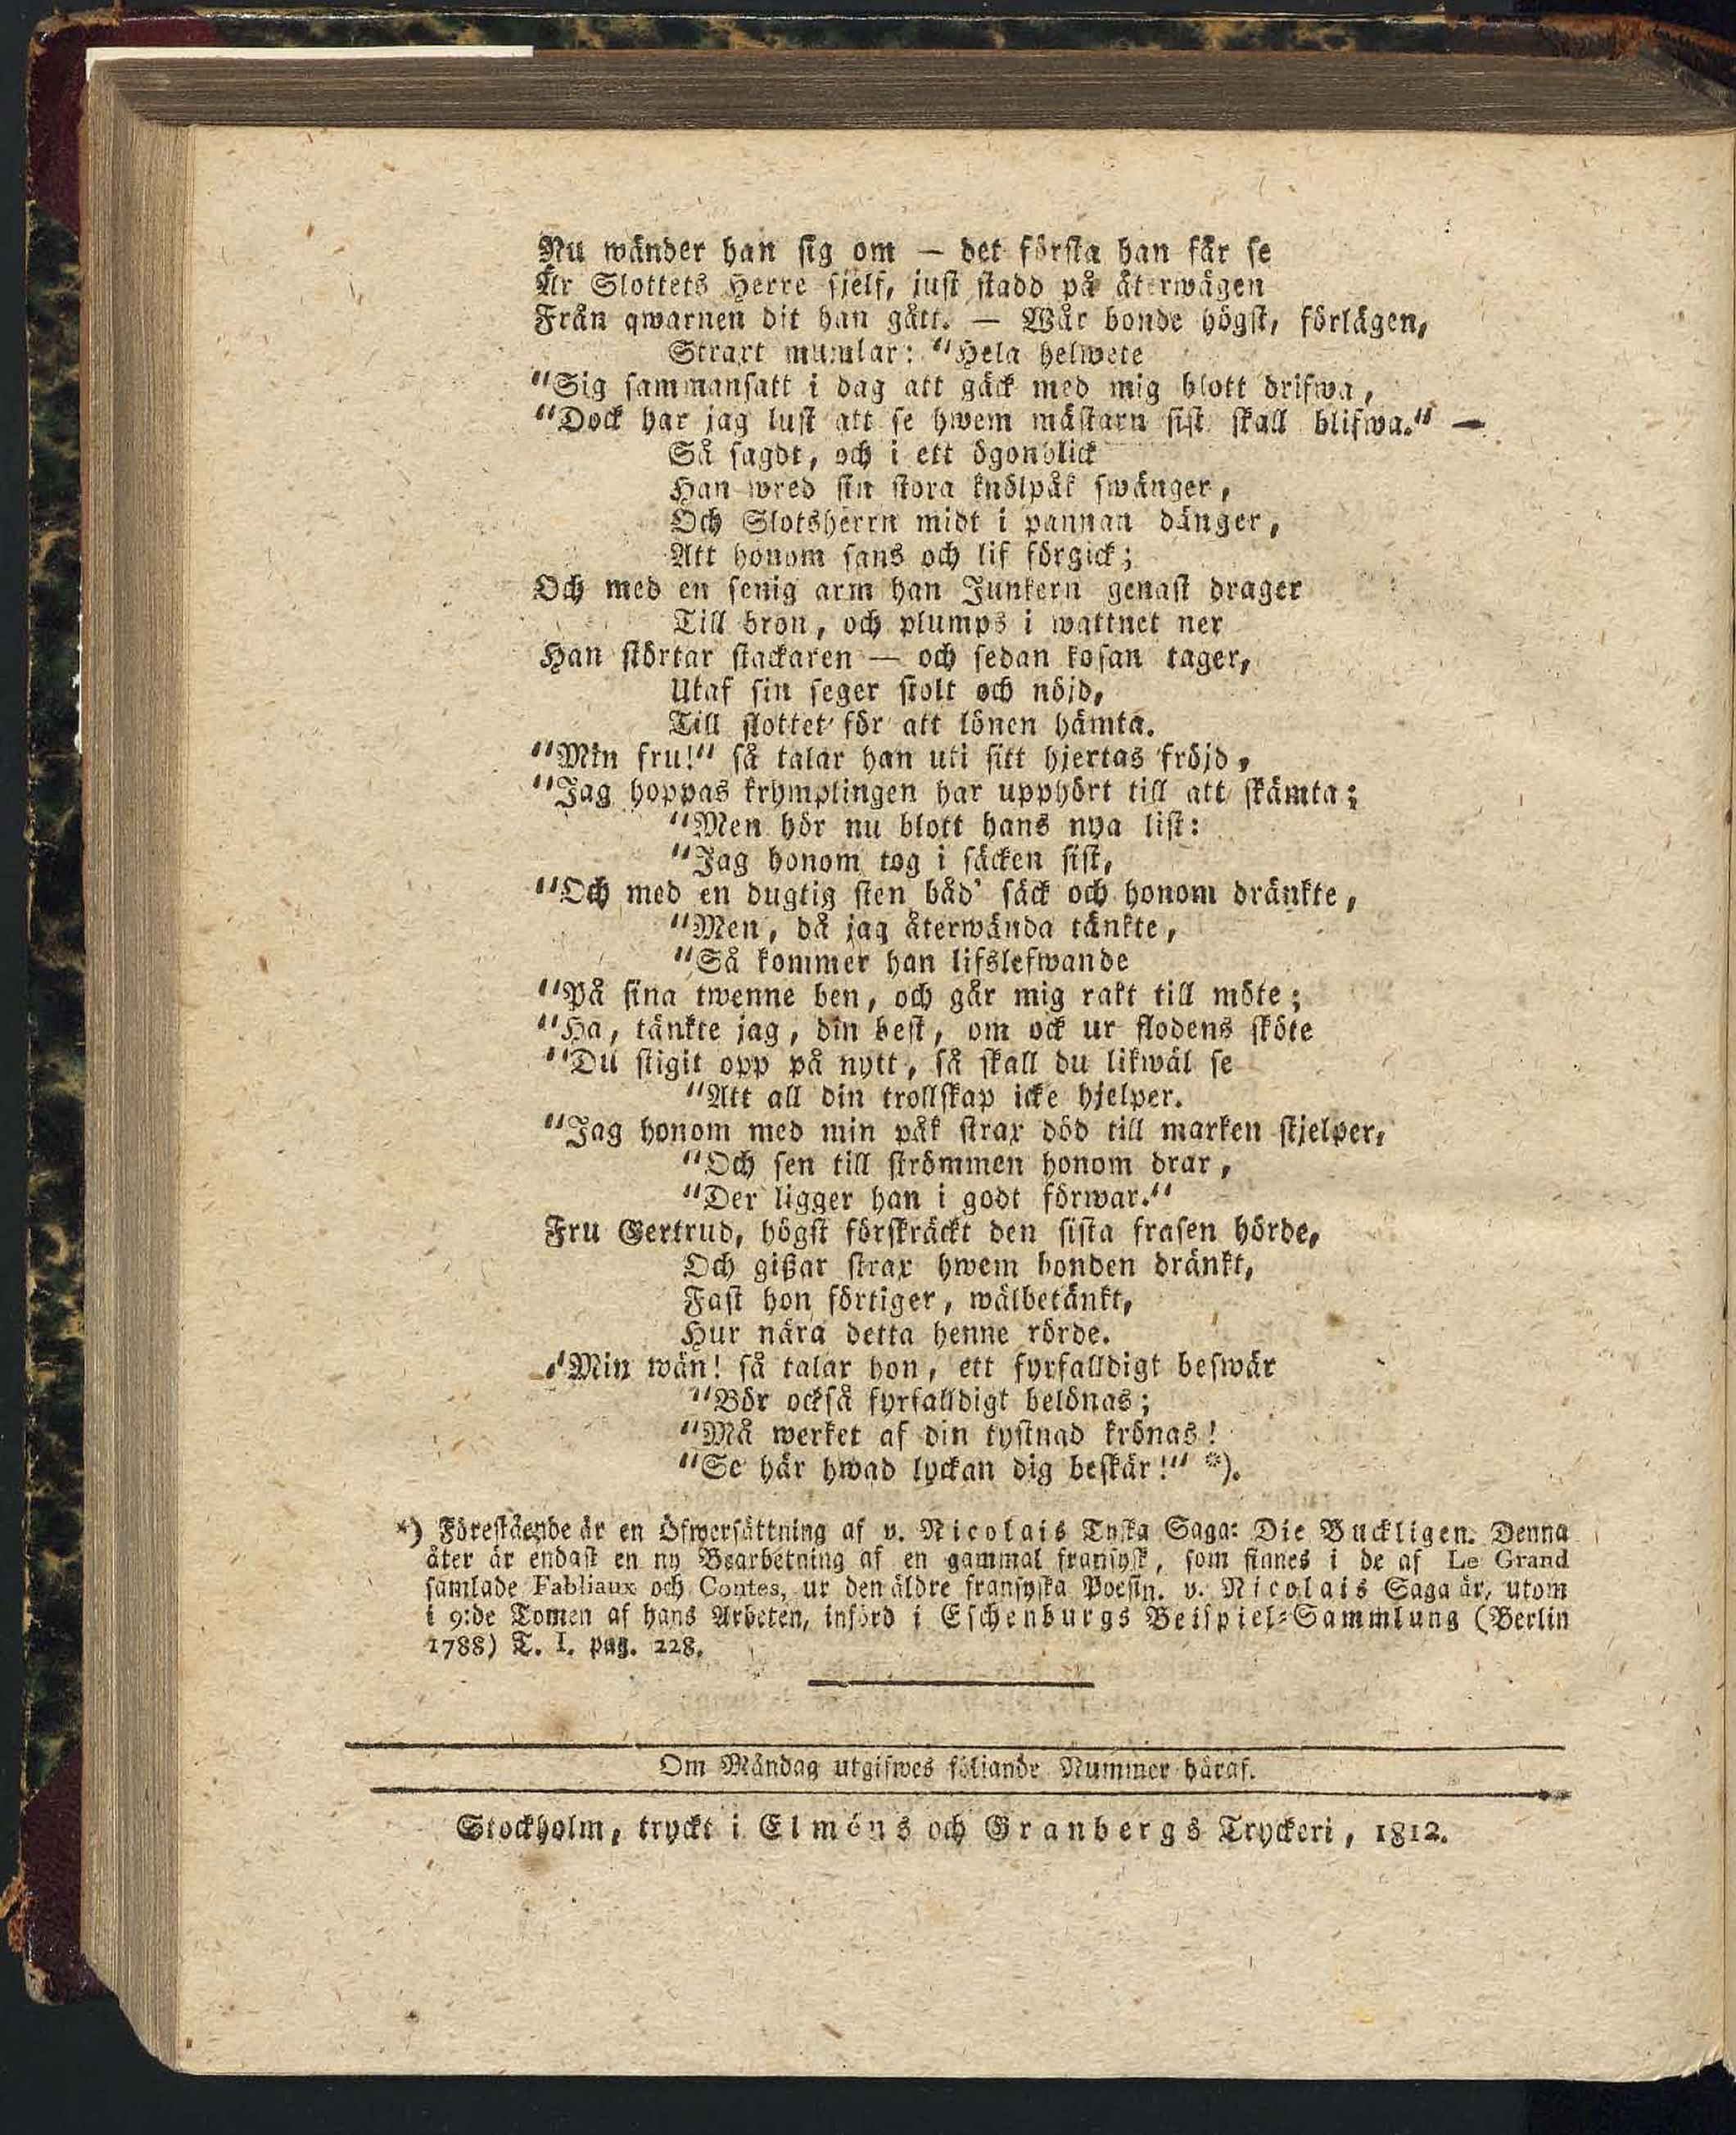 Nu wänder han sig om — det första han får se
Är Slottets Herre sjelf, just stadd på återwägen
Från qwarnen dit han gått. — Wår bonde högst, förlägen,
Strart mumlar: "Hela helwete
"Sig sammansatt i dag att gäck med mig blott drifwa,
"Dock har jag lust att se hwem mästarn sist skall blifwa." —
Så sagdt, och i ett ögonblick
Han wred sin stora knölpåk swänger,
Och Slotsherrn midt i pannan dänger,
Att honom sans och lif förgick;
Och med en senig arm han Junkern genast drager
Till bron, och plumps i wattnet ner
Han störtar stackaren — och sedan kosan tager,
Utaf sin seger stolt och nöjd,
Till slottet för att lönen hämta.
"Min fru!" så talar han uti sitt hjertas fröjd,
"Jag hoppas krymplingen har upphört till att skämta;
"Men hör nu blott hans nya list:
"Jag honom tog i säcken sist,
"Och med en dugtig sten båd' säck och honom dränkte,
"Men, då jag återwända tänkte,
"Så kommer han lifslefwande
"På sina twenne ben, och går mig rakt till möte;
"Ha, tänkte jag, din best, om ock ur flodens sköte
"Du stigit opp på nytt, så skall du likwäl se
"Att all din trollskap icke hjelper.
"Jag honom med min påk strax död till marken stjelper,
"Och sen till strömmen honom drar,
"Der ligger han i godt förwar."
Fru Gertrud, högst förskräckt den sista frasen hörde,
Och gißar strax hwem bonden dränkt,
Fast hon förtiger, wälbetänkt,
Hur nära detta henne rörde.
"Min wän! så talar hon, ett fyrfalldigt beswär
"Bör också fyrfalldigt belönas;
"Må werket af din tystnad krönas!
"Se här hwad lyckan dig beskär!" *).
*) Förestående är en Öfwersättning af v. Nicolais Tyska Saga: Die Buckligen. Denna
åter är endast en ny Bearbetning af en gammal fransysk, som finnes i de af Le Grand
samlade Fabliaux och Contes, ur den äldre fransyska Poesin. v. Nicolais Saga är, utom
i 9:de Tomen af hans Arbeten, införd i Eschenburgs Beispiel-Sammlung (Berlin
1788) T. I. pag. 228.
Om Måndag utgifwes följande Nummer häraf.
Stockholm, tryckt i Elméns och Granbergs Tryckeri, 1812.